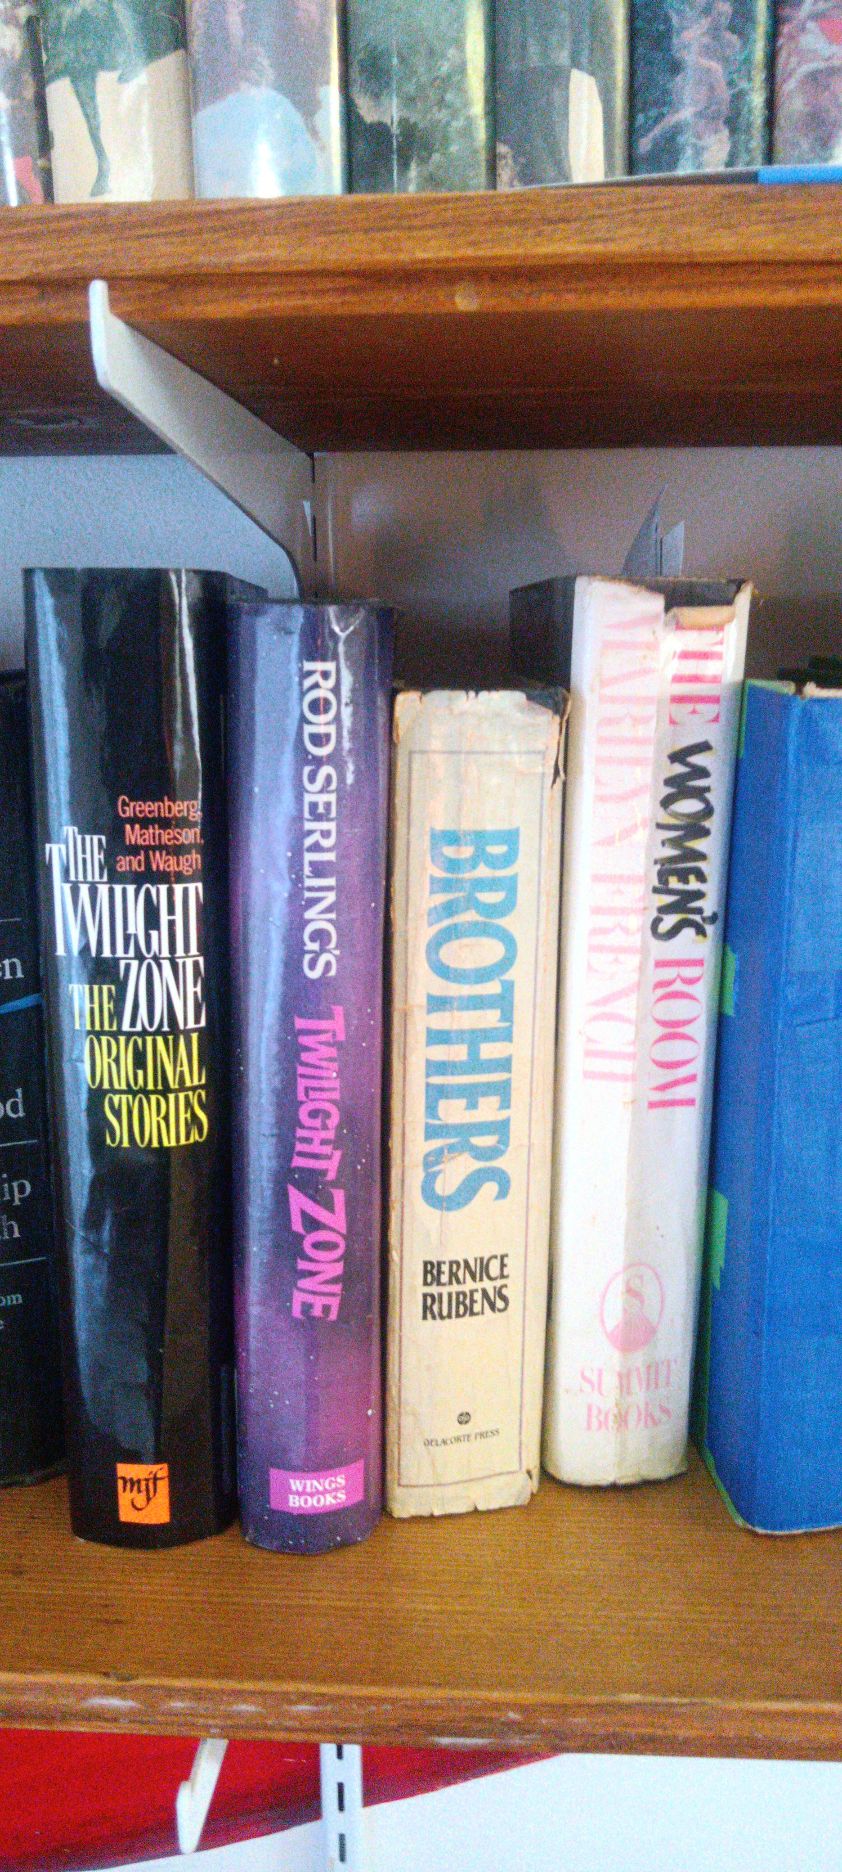 Greenberg,
Matheson,
and Waugh
THE
TWILIGHT
ZONE
THE
ORIGINAL
STORIES
mjf
ROD SERLING'S TWILIGHT ZONE
WINGS
BOOKS
BROTHERS
BERNICE
RUBENS
DELACORTE PRESS
THE WOMEN'S ROOM
MARILYN FRENCH
S
SUMMIT
BOOKS